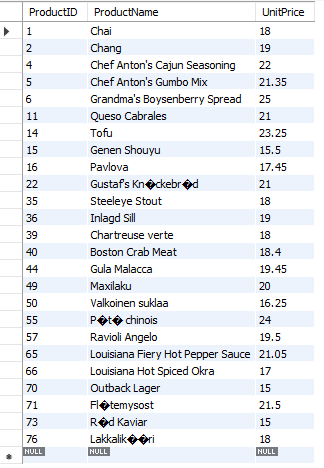 ProductID ProductName UnitPrice
1 Chai 18
2 Chang 19
4 Chef Anton's Cajun Seasoning 22
5 Chef Anton's Gumbo Mix 21.35
6 Grandma's Boysenberry Spread 25
11 Queso Cabrales 21
14 Tofu 23.25
15 Genen Shouyu 15.5
16 Pavlova 17.45
22 Gustaf's Kn�ckebr�d 21
35 Steeleye Stout 18
36 Inlagd Sill 19
39 Chartreuse verte 18
40 Boston Crab Meat 18.4
44 Gula Malacca 19.45
49 Maxilaku 20
50 Valkoinen suklaa 16.25
55 P�t� chinois 24
57 Ravioli Angelo 19.5
65 Louisiana Fiery Hot Pepper Sauce 21.05
66 Louisiana Hot Spiced Okra 17
70 Outback Lager 15
71 Fl�temysost 21.5
73 R�d Kaviar 15
76 Lakkalik��ri 18
NULL NULL NULL